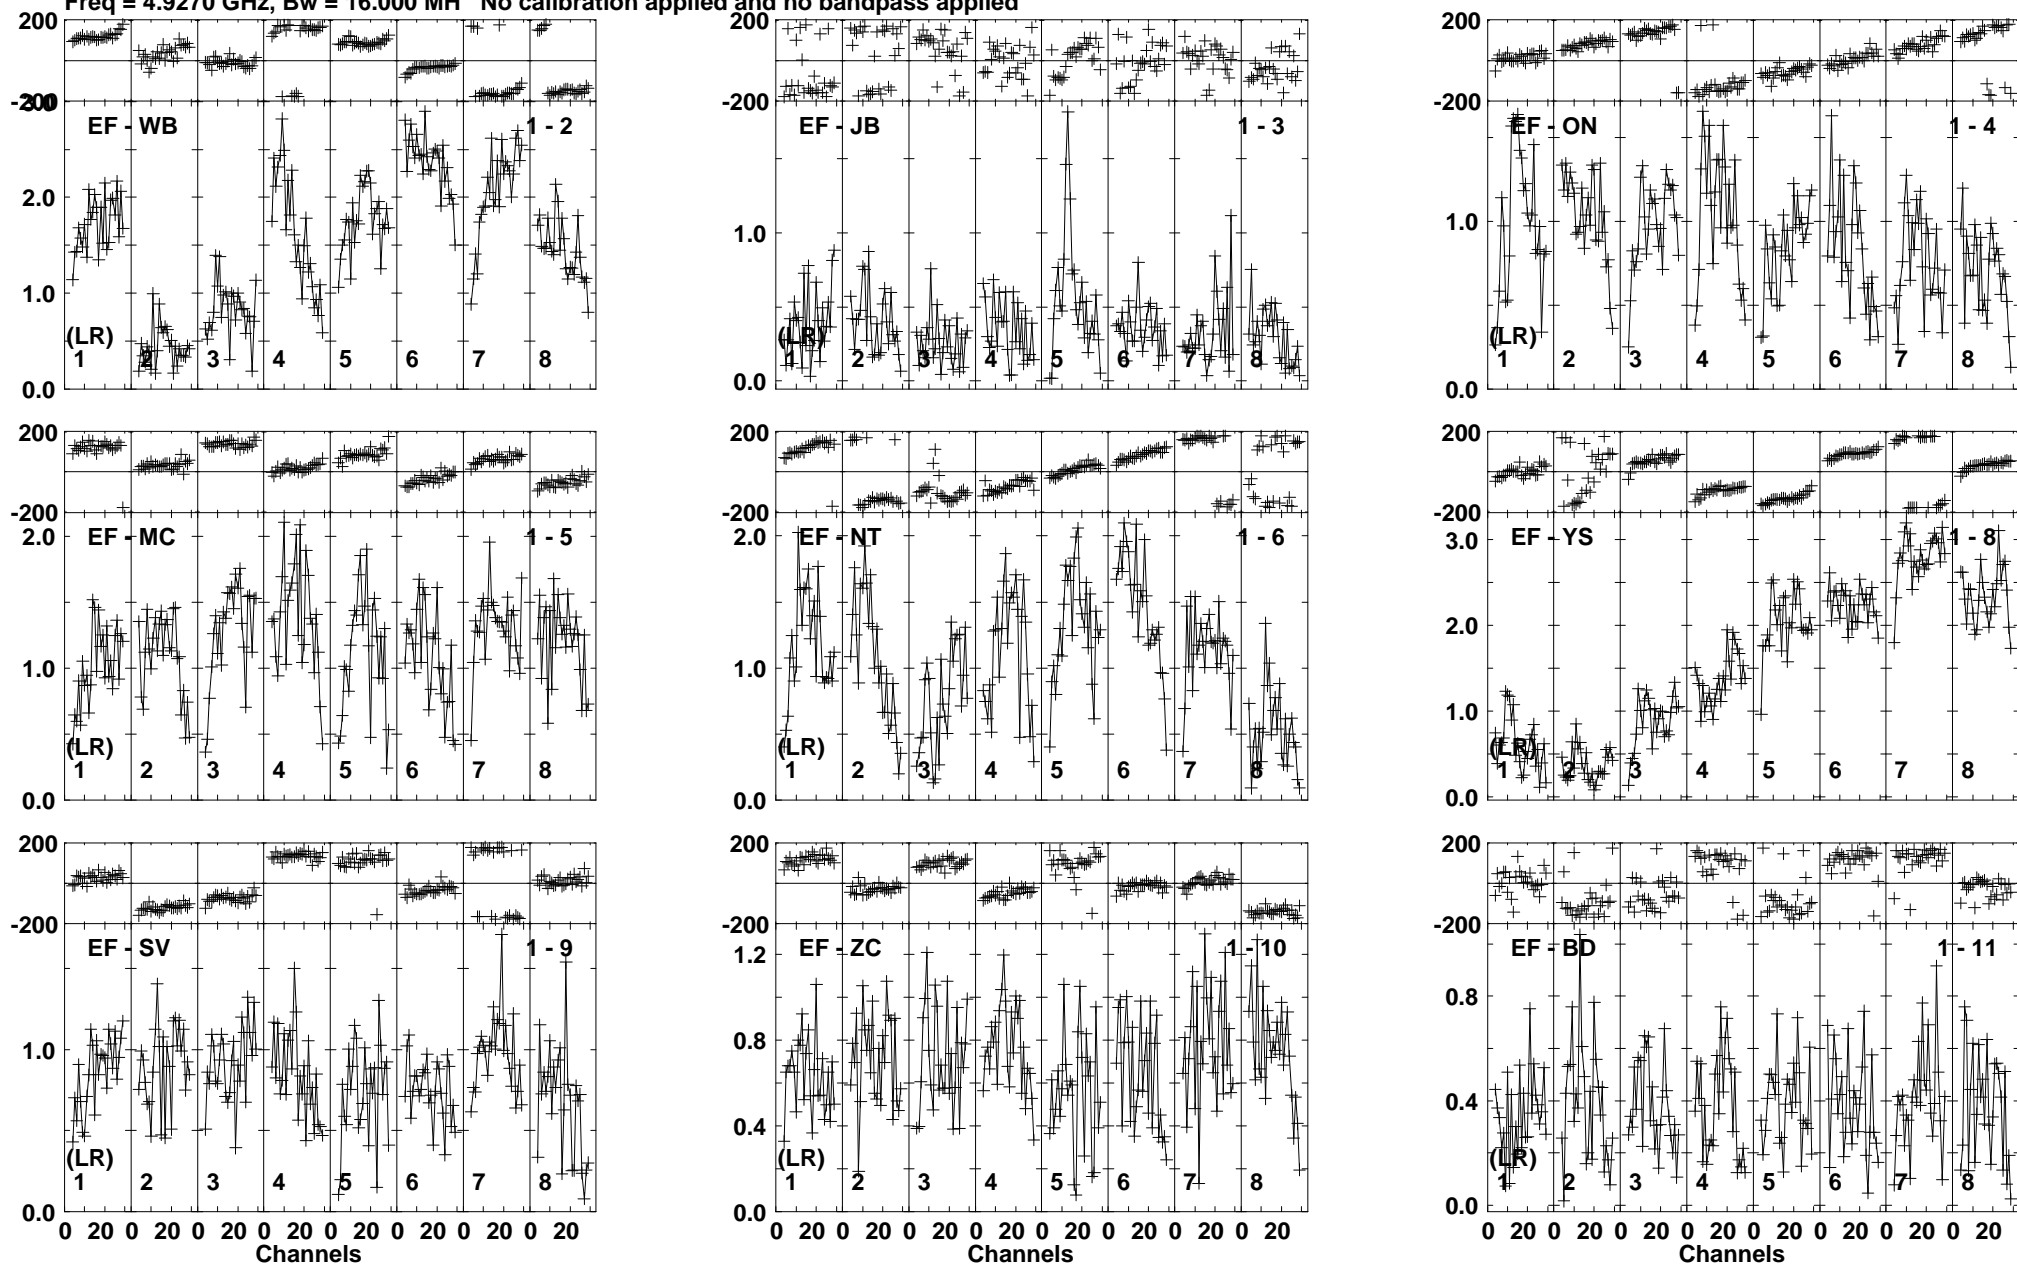 Freq = 4.9270 GHz, Bw = 16.000 MH No calibration applied and no bandpass applied
200
-200
3.0
2.0
1.0
0.0
EF - WB
1 - 2
(LR)
1 2 3 4 5 6 7 8
200
-200
1.0
0.0
EF - JB
1 - 3
(LR)
1 2 3 4 5 6 7 8
200
-200
1.0
0.0
EF - ON
1 - 4
(LR)
1 2 3 4 5 6 7 8
200
-200
2.0
1.0
0.0
EF - MC
1 - 5
(LR)
1 2 3 4 5 6 7 8
200
-200
2.0
1.0
0.0
EF - NT
1 - 6
(LR)
1 2 3 4 5 6 7 8
200
-200
3.0
2.0
1.0
0.0
EF - YS
1 - 8
(LR)
1 2 3 4 5 6 7 8
200
-200
1.0
0.0
EF - SV
1 - 9
(LR)
1 2 3 4 5 6 7 8
0 20 0 20 0 20 0 20 0 20 0 20 0 20 0 20
Channels
200
-200
1.2
0.8
0.4
0.0
EF - ZC
1 - 10
(LR)
1 2 3 4 5 6 7 8
0 20 0 20 0 20 0 20 0 20 0 20 0 20 0 20
Channels
200
-200
0.8
0.4
0.0
EF - BD
1 - 11
(LR)
1 2 3 4 5 6 7 8
0 20 0 20 0 20 0 20 0 20 0 20 0 20 0 20
Channels